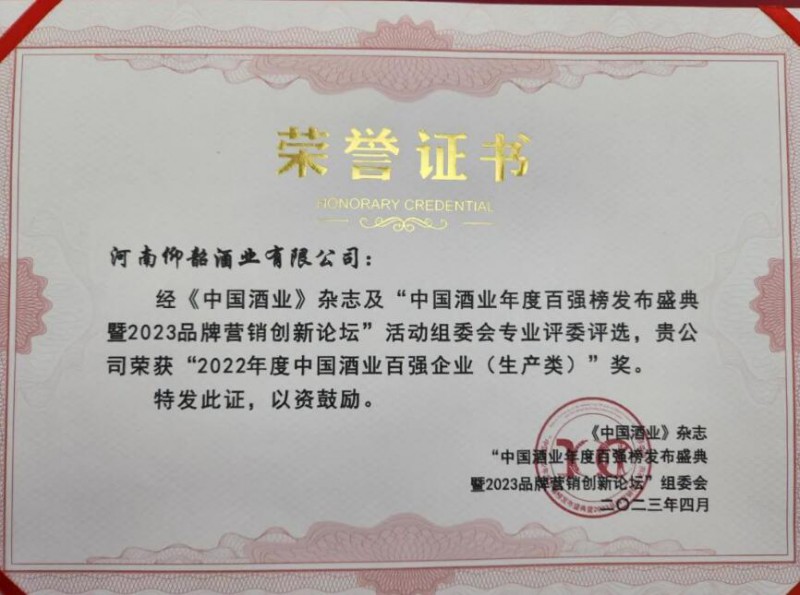 荣誉证书
HONORARY CREDENTIAL
河南仰韶酒业有限公司：
经《中国酒业》杂志及“中国酒业年度百强榜发布盛典
暨2023品牌营销创新论坛”活动组委会专业评委评选，贵公
司荣获“2022年度中国酒业百强企业（生产类）”奖。
特发此证，以资鼓励。
《中国酒业》杂志
“中国酒业年度百强榜发布盛典
暨2023品牌营销创新论坛”组委会
二〇二三年四月